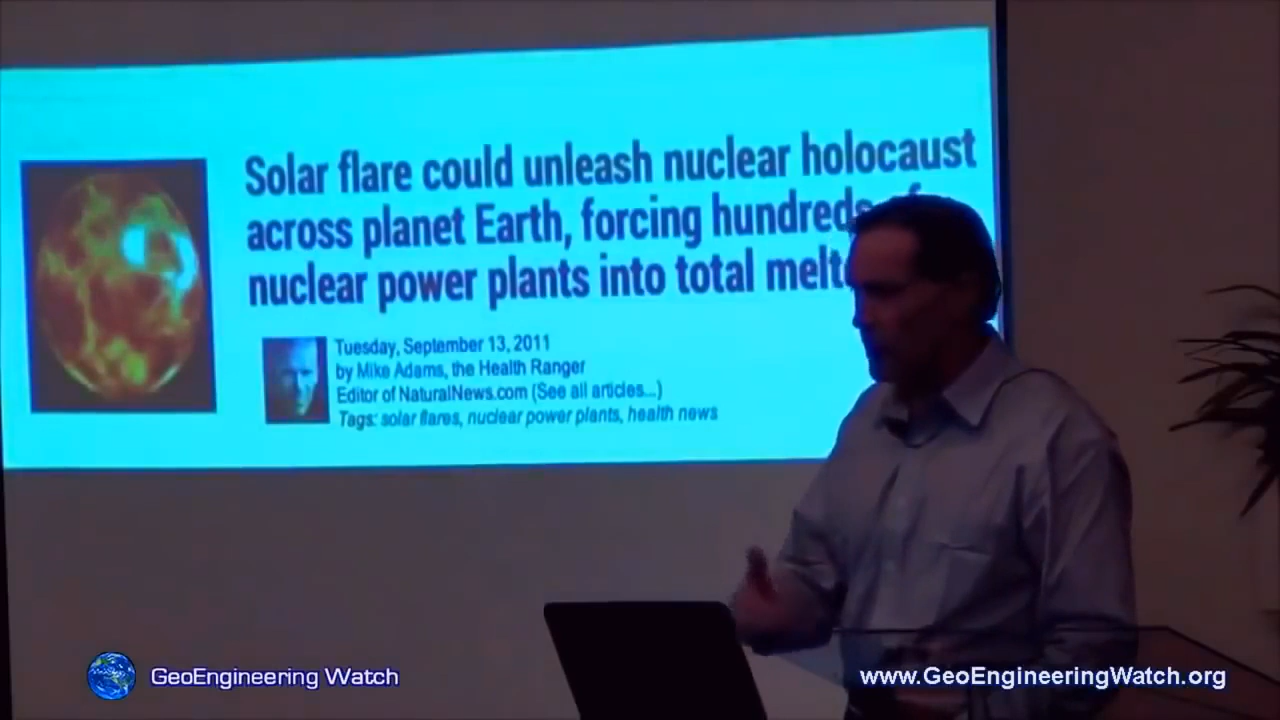 Solar flare could unleash nuclear holocaust
across planet Earth, forcing hundreds of
nuclear power plants into total
Tuesday, September 13, 2011
by Mike Adams, the Health Ranger
Editor of NaturalNews.com (See all articles...)
Tags: solar flares, nuclear power plants, health news
GeoEngineering Watch
www.GeoEngineeringWatch.org